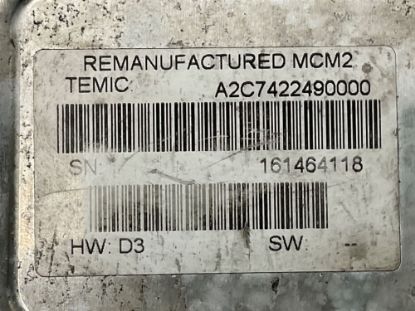 REMANUFACTURED MCM2
TEMIC A2C7422490000
SN 161464118
HW: D3 SW: --